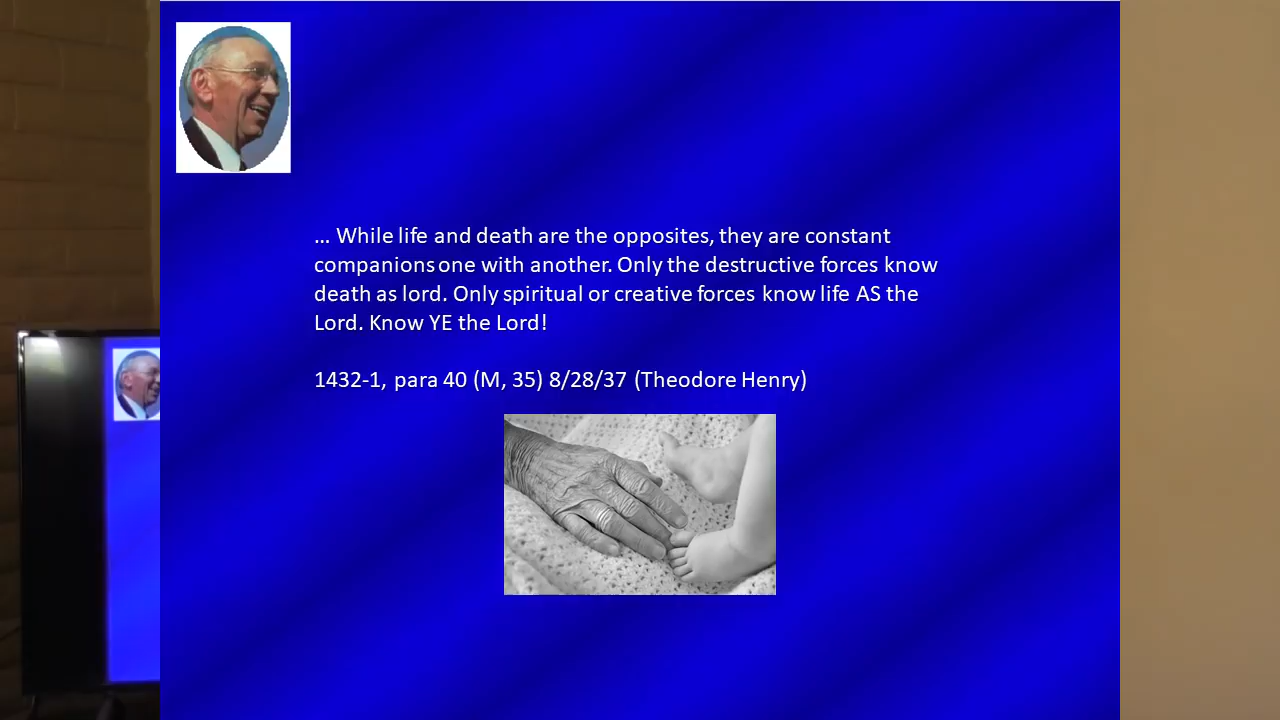 ... While life and death are the opposites, they are constant
companions one with another. Only the destructive forces know
death as lord. Only spiritual or creative forces know life AS the
Lord. Know YE the Lord!
1432-1, para 40 (M, 35) 8/28/37 (Theodore Henry)